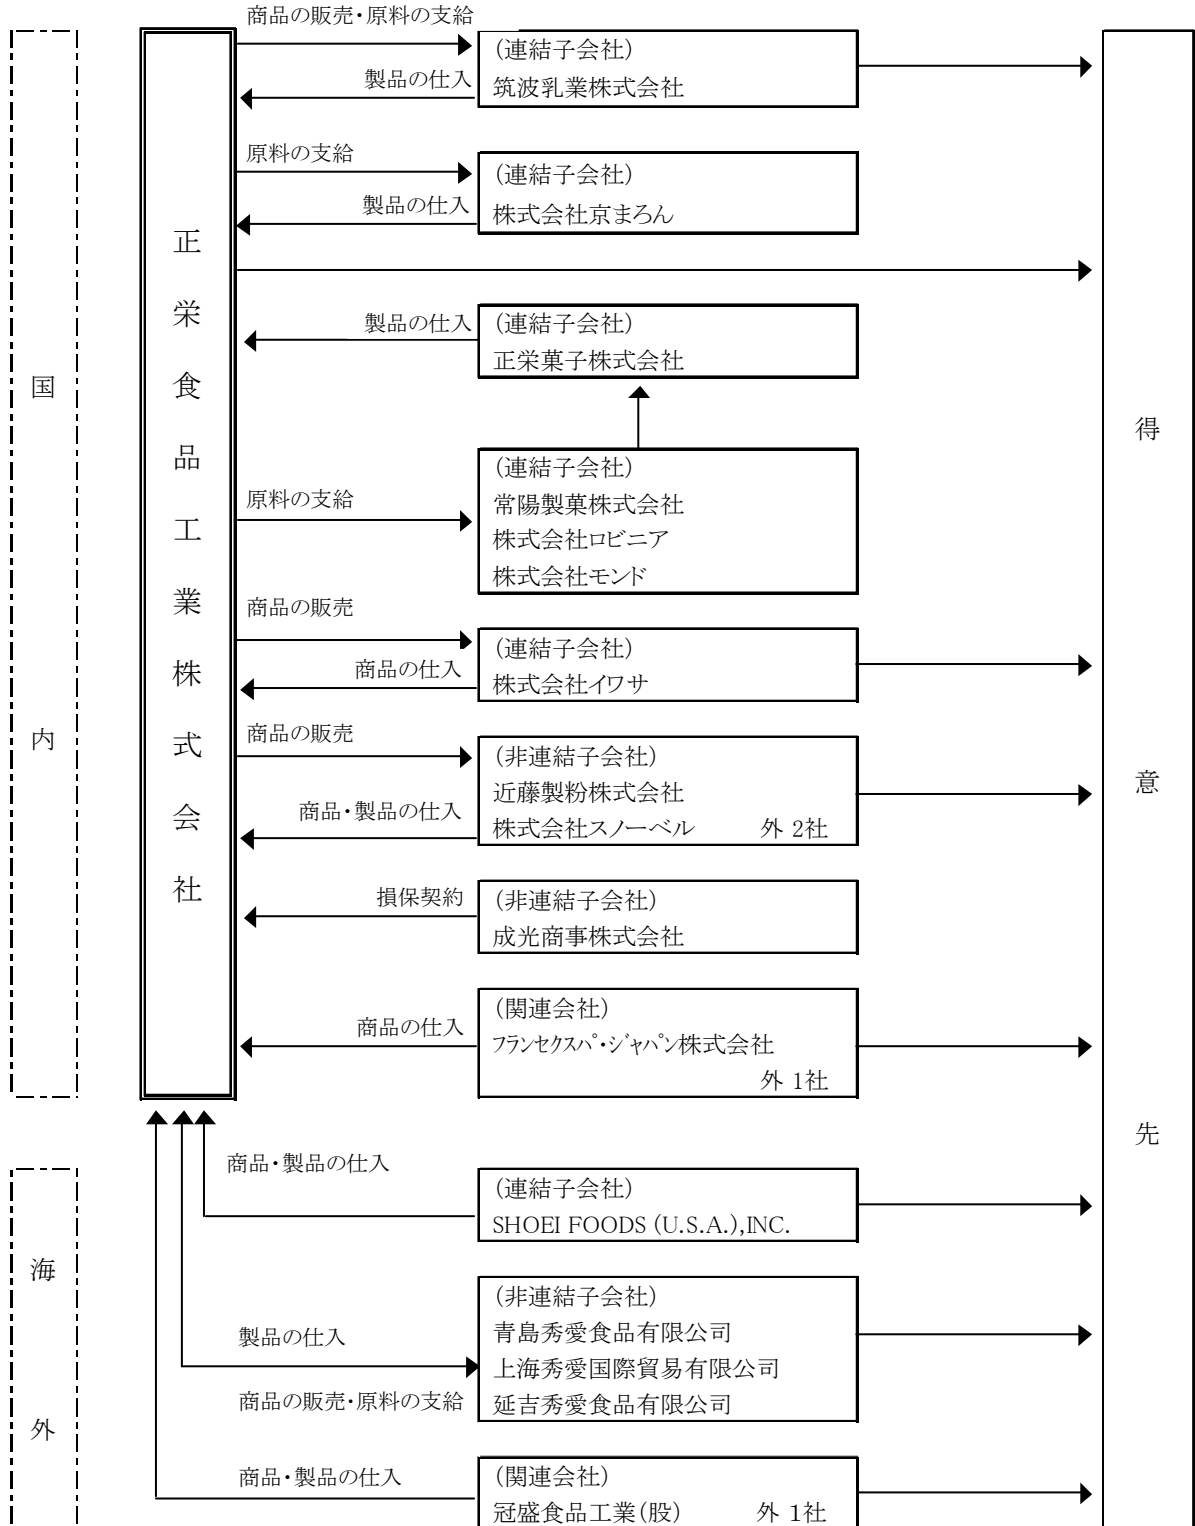 商品の販売・原料の支給
(連結子会社)
筑波乳業株式会社
製品の仕入
原料の支給
(連結子会社)
株式会社京まろん
製品の仕入
正栄食品工業株式会社
(連結子会社)
正栄菓子株式会社
製品の仕入
国内
得意先
(連結子会社)
常陽製菓株式会社
株式会社ロビニア
株式会社モンド
原料の支給
商品の販売
(連結子会社)
株式会社イワサ
商品の仕入
商品の販売
(非連結子会社)
近藤製粉株式会社
株式会社スノーベル 外 2社
商品・製品の仕入
損保契約
(非連結子会社)
成光商事株式会社
(関連会社)
フランセクスパ・ジャパン株式会社
外 1社
商品の仕入
商品・製品の仕入
(連結子会社)
SHOEI FOODS (U.S.A.),INC.
海外
(非連結子会社)
青島秀愛食品有限公司
上海秀愛国際貿易有限公司
延吉秀愛食品有限公司
製品の仕入
商品の販売・原料の支給
商品・製品の仕入
(関連会社)
冠盛食品工業(股) 外 1社